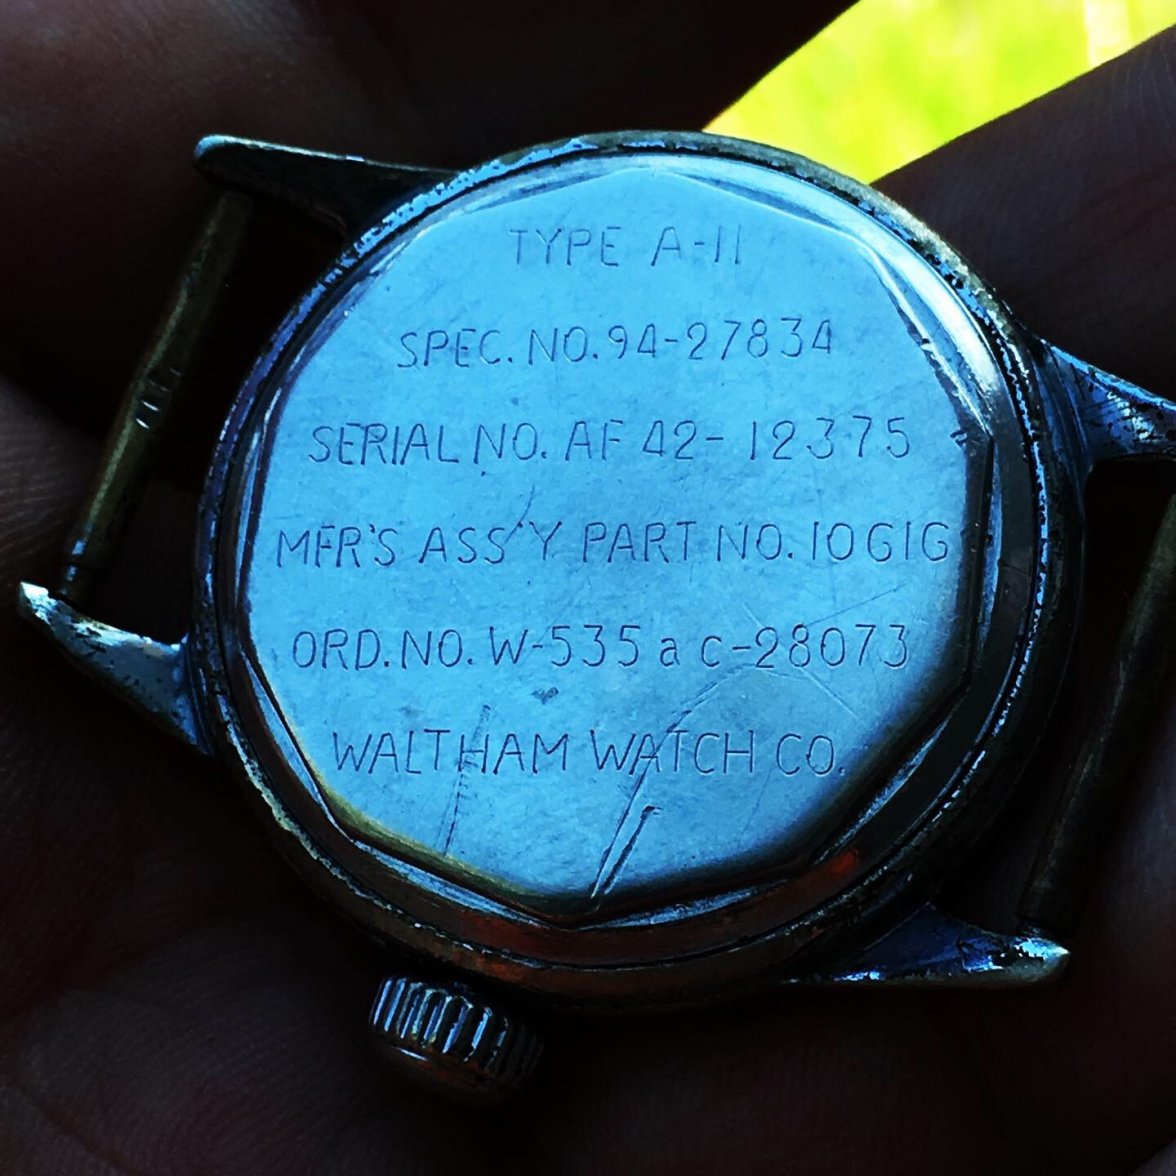 TYPE A-11
SPEC. NO. 94-27834
SERIAL NO. AF 42-12375
MFR'S ASS'Y PART NO. 10G1G
ORD. NO. W-535 a c-28073
WALTHAM WATCH CO.